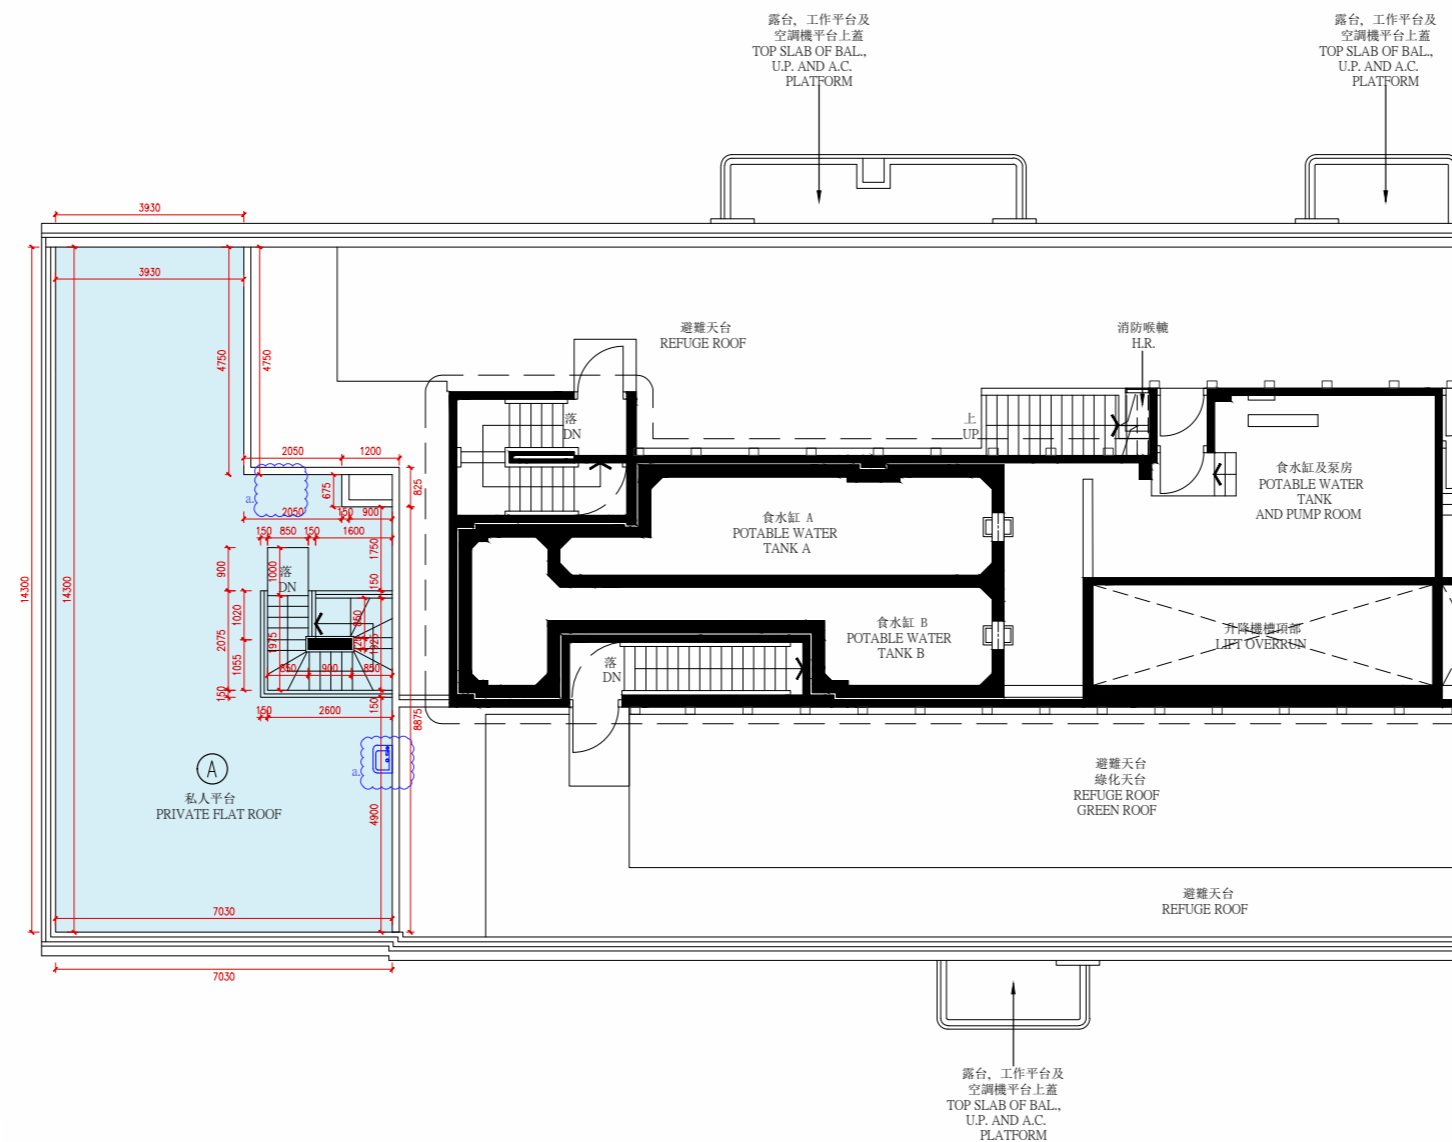 露台，工作平台及
空調機平台上蓋
TOP SLAB OF BAL.,
U.P. AND A.C.
PLATFORM
露台，工作平台及
空調機平台上蓋
TOP SLAB OF BAL.,
U.P. AND A.C.
PLATFORM
3930
3930
4750
4750
避難天台
REFUGE ROOF
消防喉轆
H.R.
落
DN
上
UP
2050
1200
a.
675
825
2050
150
900
150
850
150
1600
食水缸 A
POTABLE WATER
TANK A
食水缸及泵房
POTABLE WATER
TANK
AND PUMP ROOM
14300
14300
900
落
DN
1000
1750
150
1020
2075
1975
850
225
1925
1055
850
900
850
150
150
150
2600
8875
食水缸 B
POTABLE WATER
TANK B
升降機槽頂部
LIFT OVERRUN
落
DN
a.
A
私人平台
PRIVATE FLAT ROOF
4900
避難天台
綠化天台
REFUGE ROOF
GREEN ROOF
避難天台
REFUGE ROOF
7030
7030
露台，工作平台及
空調機平台上蓋
TOP SLAB OF BAL.,
U.P. AND A.C.
PLATFORM